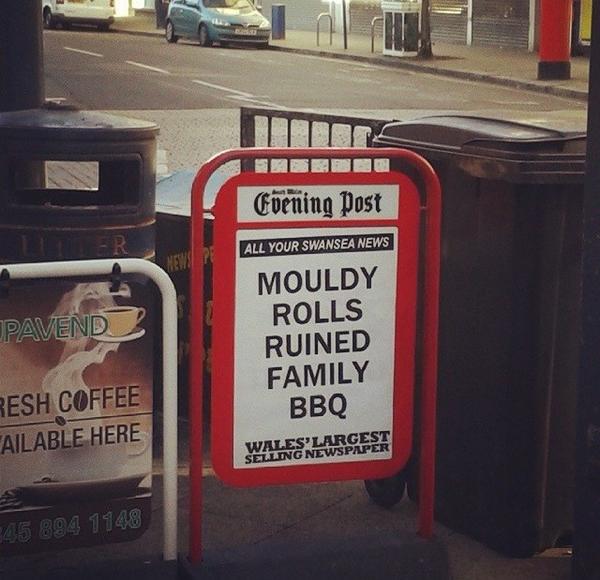 LITTER
South Wales
Evening Post
ALL YOUR SWANSEA NEWS
MOULDY
ROLLS
RUINED
FAMILY
BBQ
WALES' LARGEST
SELLING NEWSPAPER
UPAVEND
RESH COFFEE
VAILABLE HERE
45 894 1148